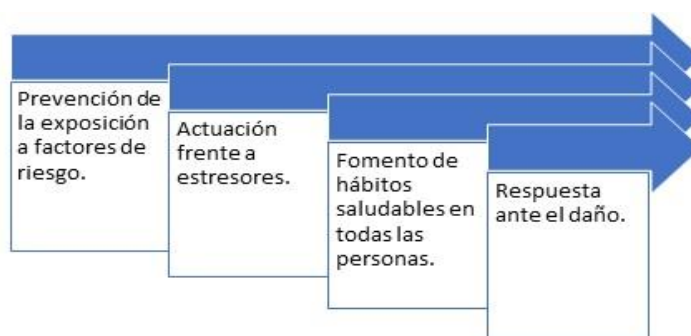 Prevención de
la exposición
a factores de
riesgo.
Actuación
frente a
estresores.
Fomento de
hábitos
saludables en
todas las
personas.
Respuesta
ante el daño.